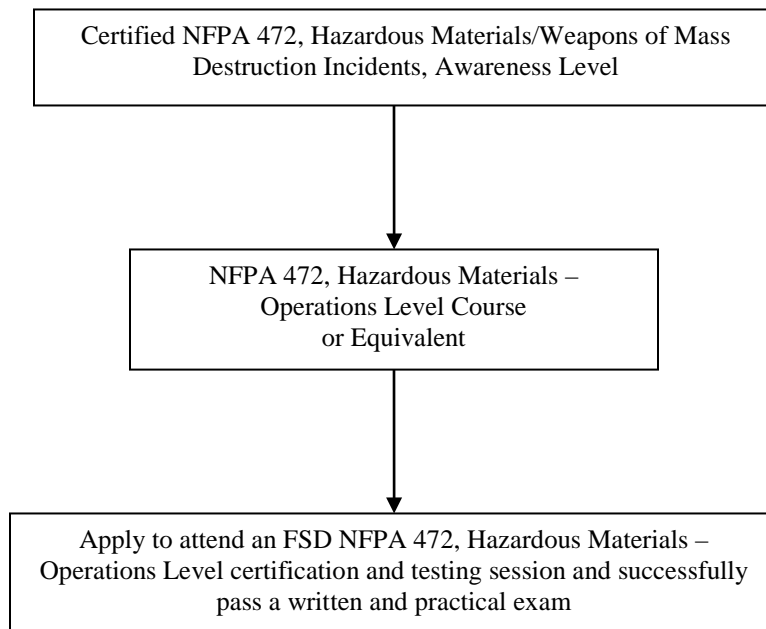 Certified NFPA 472, Hazardous Materials/Weapons of Mass
Destruction Incidents, Awareness Level
NFPA 472, Hazardous Materials –
Operations Level Course
or Equivalent
Apply to attend an FSD NFPA 472, Hazardous Materials –
Operations Level certification and testing session and successfully
pass a written and practical exam